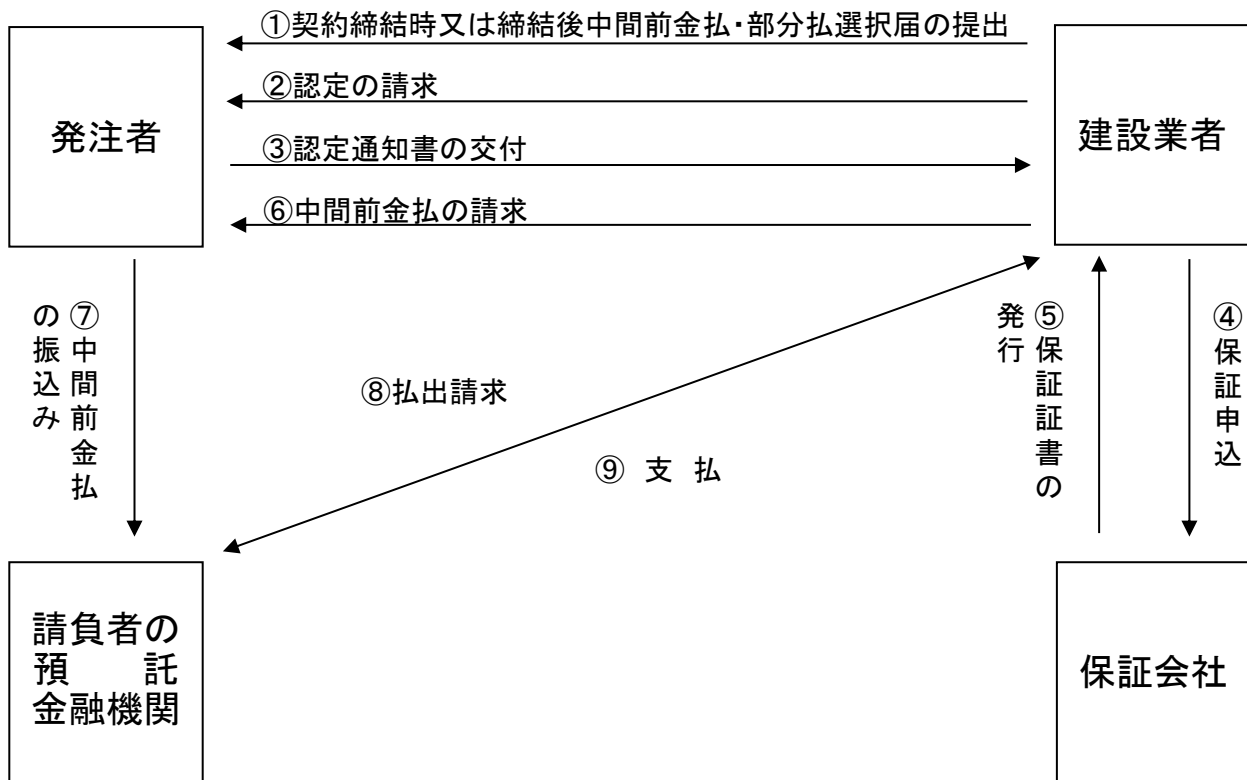 ①契約締結時又は締結後中間前金払・部分払選択届の提出
②認定の請求
発注者
建設業者
③認定通知書の交付
⑥中間前金払の請求
⑦中間前金払
の振込み
⑧払出請求
⑨ 支 払
⑤保証証書の
発行
④保証申込
請負者の
預 託
金融機関
保証会社